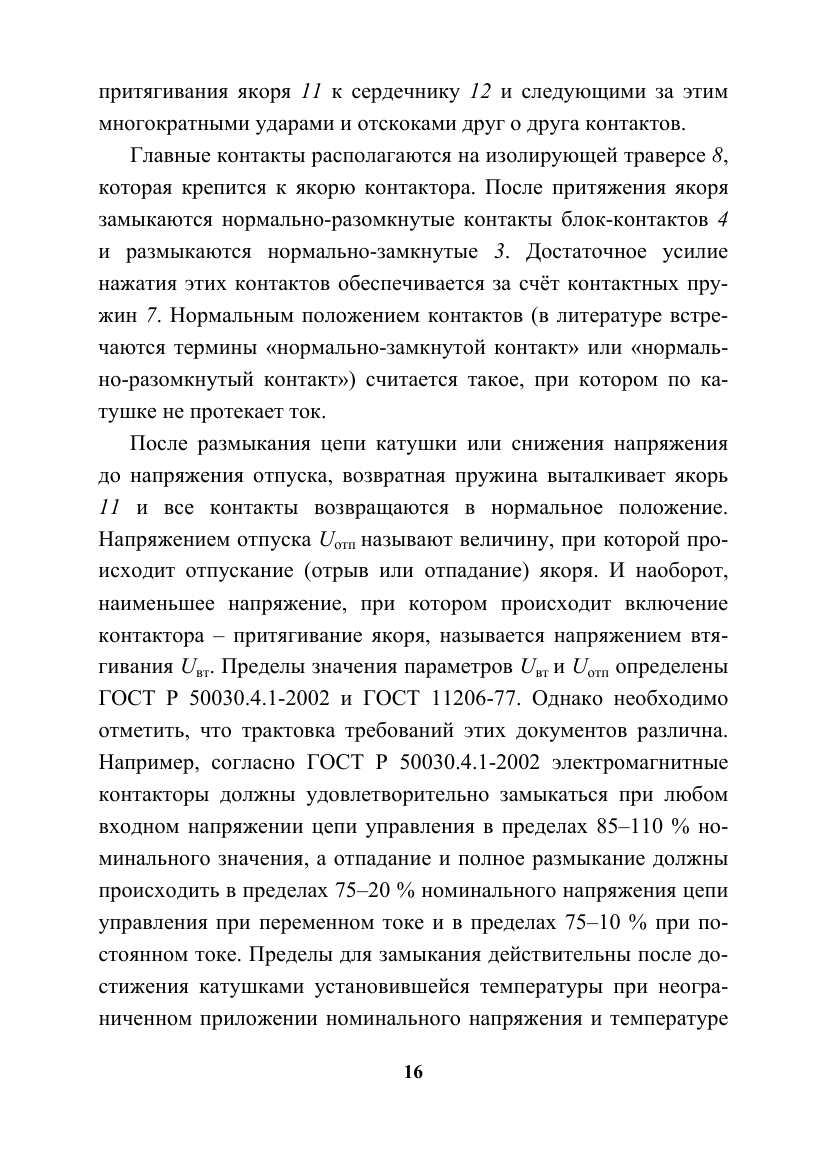 притягивания якоря 11 к сердечнику 12 и следующими за этим
многократными ударами и отскоками друг о друга контактов.
Главные контакты располагаются на изолирующей траверсе 8,
которая крепится к якорю контактора. После притяжения якоря
замыкаются нормально-разомкнутые контакты блок-контактов 4
и размыкаются нормально-замкнутые 3. Достаточное усилие
нажатия этих контактов обеспечивается за счёт контактных пру-
жин 7. Нормальным положением контактов (в литературе встре-
чаются термины «нормально-замкнутой контакт» или «нормаль-
но-разомкнутый контакт») считается такое, при котором по ка-
тушке не протекает ток.
После размыкания цепи катушки или снижения напряжения
до напряжения отпуска, возвратная пружина выталкивает якорь
11 и все контакты возвращаются в нормальное положение.
Напряжением отпуска Uотп называют величину, при которой про-
исходит отпускание (отрыв или отпадание) якоря. И наоборот,
наименьшее напряжение, при котором происходит включение
контактора – притягивание якоря, называется напряжением втя-
гивания Uвт. Пределы значения параметров Uвт и Uотп определены
ГОСТ Р 50030.4.1-2002 и ГОСТ 11206-77. Однако необходимо
отметить, что трактовка требований этих документов различна.
Например, согласно ГОСТ Р 50030.4.1-2002 электромагнитные
контакторы должны удовлетворительно замыкаться при любом
входном напряжении цепи управления в пределах 85–110 % но-
минального значения, а отпадание и полное размыкание должны
происходить в пределах 75–20 % номинального напряжения цепи
управления при переменном токе и в пределах 75–10 % при по-
стоянном токе. Пределы для замыкания действительны после до-
стижения катушками установившейся температуры при неогра-
ниченном приложении номинального напряжения и температуре
16